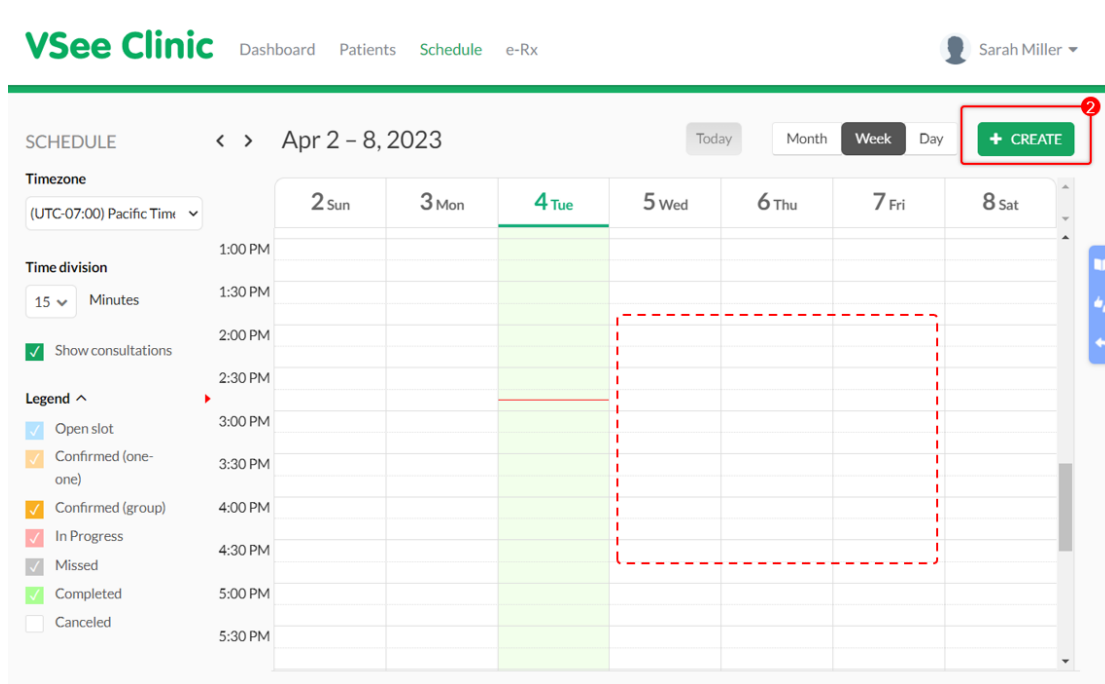 VSee Clinic Dashboard Patients Schedule e-Rx Sarah Miller
2
SCHEDULE
Apr 2 – 8, 2023 Today Month Week Day + CREATE
Timezone
(UTC-07:00) Pacific Time
2 Sun 3 Mon 4 Tue 5 Wed 6 Thu 7 Fri 8 Sat
Time division
15 Minutes
Show consultations
Legend
Open slot
Confirmed (one-
one)
Confirmed (group)
In Progress
Missed
Completed
Canceled
1:00 PM
1:30 PM
2:00 PM
2:30 PM
3:00 PM
3:30 PM
4:00 PM
4:30 PM
5:00 PM
5:30 PM